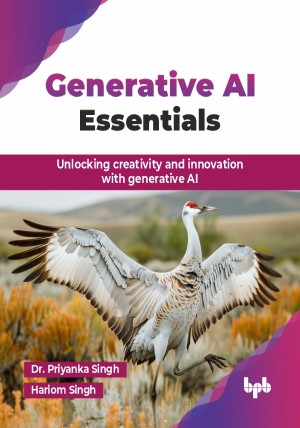 Generative AI
Essentials
Unlocking creativity and innovation
with generative AI
Dr. Priyanka Singh
Hariom Singh
bpb